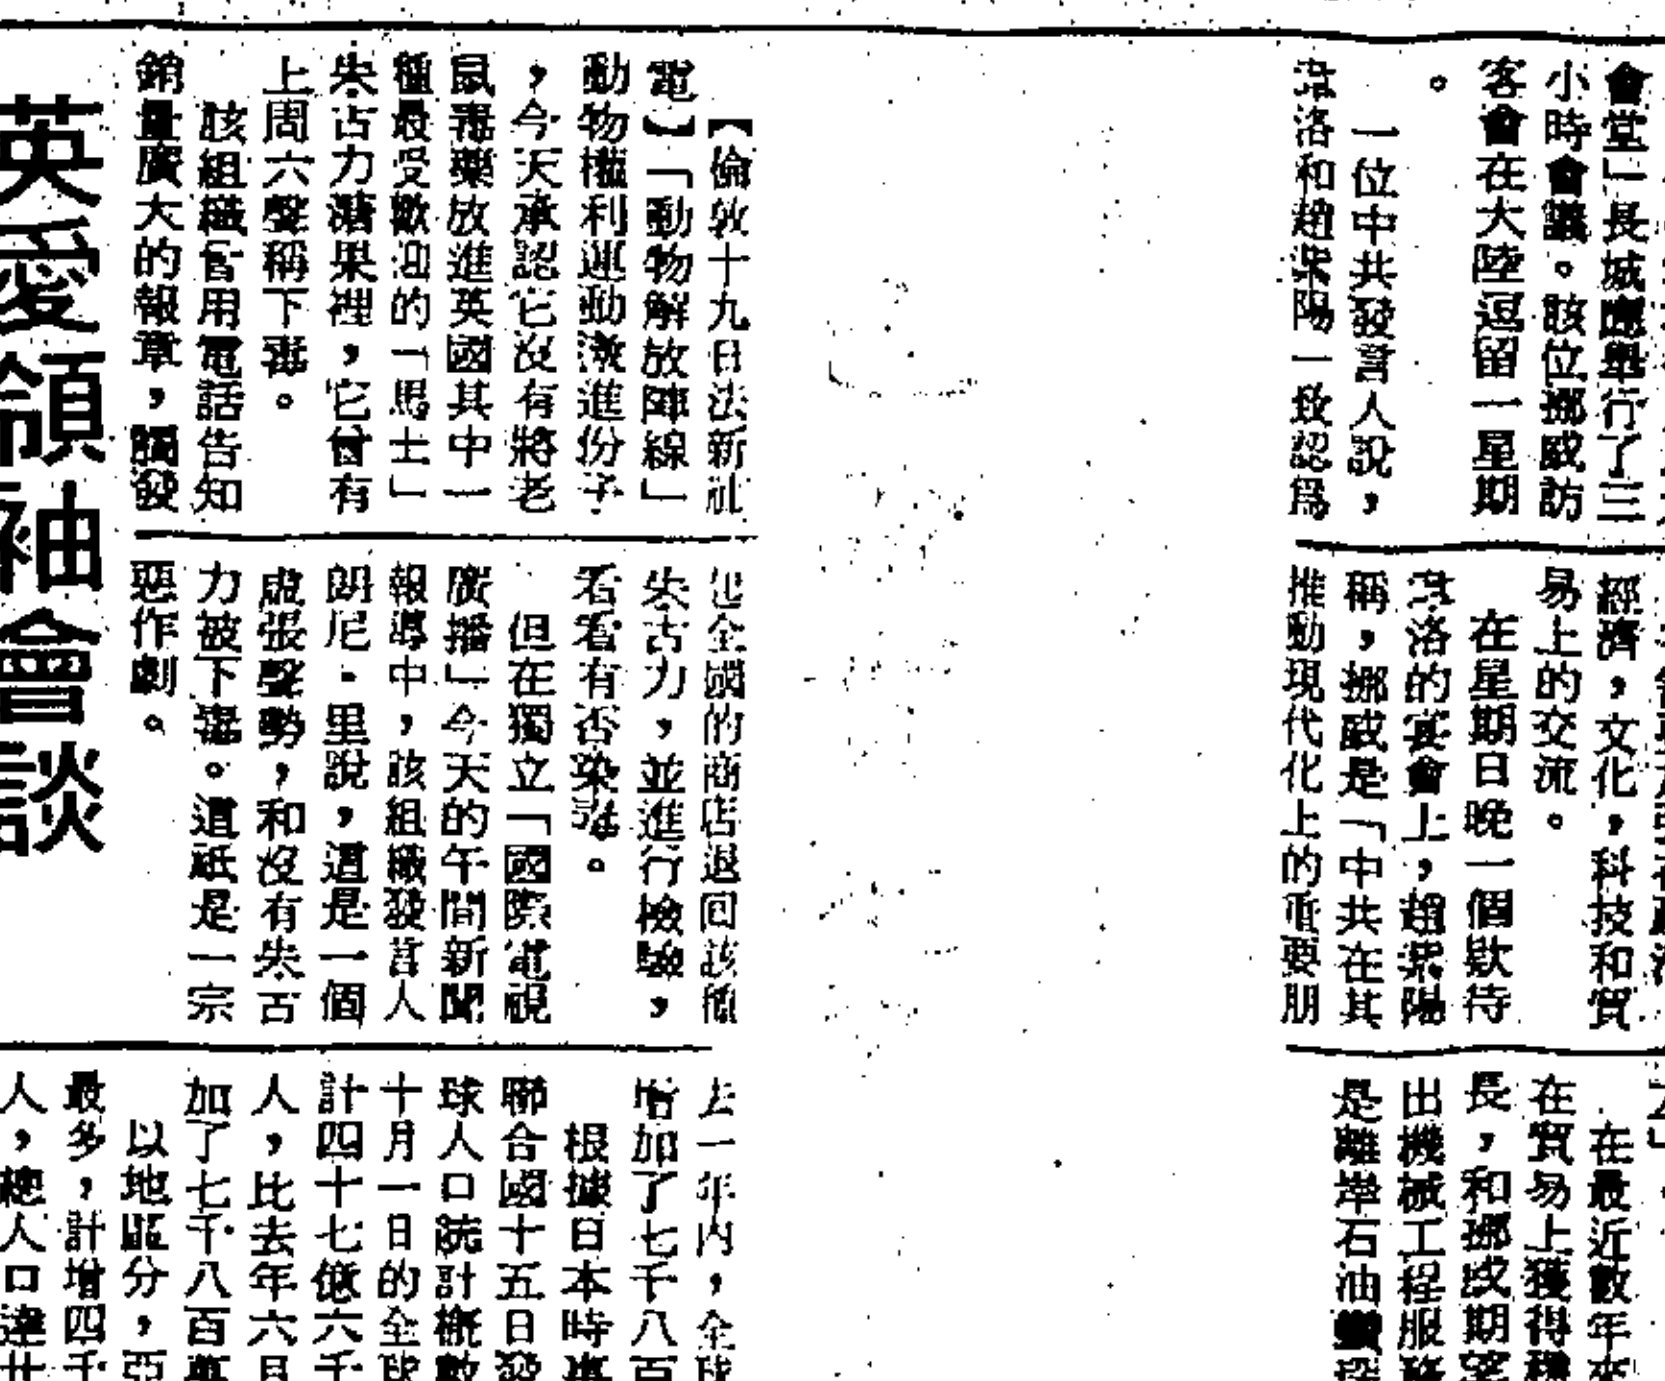 會堂」長城廳舉行了三
小時會議。該位挪威訪
客會在大陸逗留一星期
。
一位中共發言人說，
洛和趙紫陽一致認爲
經濟，文化，科技和貿
易上的交流。
在星期日晚一個欵待
洛的宴會上，趙紫陽
稱，挪威是「中共在其
推動現代化上的重要朋
在最近數年來
在貿易上獲得
長，和挪威期望
出機械工程服務
是離岸石油鑽探
【倫敦十九日法新社
電】「動物解放陣線」
動物權利運動激進份子
，今天承認它沒有將老
鼠毒藥放進英國其中一
種最受歡迎的「馬士」
朱古力糖果裡，它曾有
上周六聲稱下毒。
該組織曾用電話告知
銷量廣大的報章，觸發
起全國的商店退回該種
朱古力，並進行檢驗，
看看有否染毒。
但在獨立「國際電視
廣播」今天的午間新聞
報導中，該組織發言人
朗尼·里說，這是一個
虛張聲勢，和沒有朱古
力被下毒。這祇是一宗
惡作劇。
英愛領袖會談
去一年內，全球
增加了七千八百
根據日本時事
聯合國十五日發
球人口統計概數
十月一日的全球
計四十七億六千
人，比去年六月
加了七千八百萬
以地區分，亞
最多，計增四千
人，總人口達廿